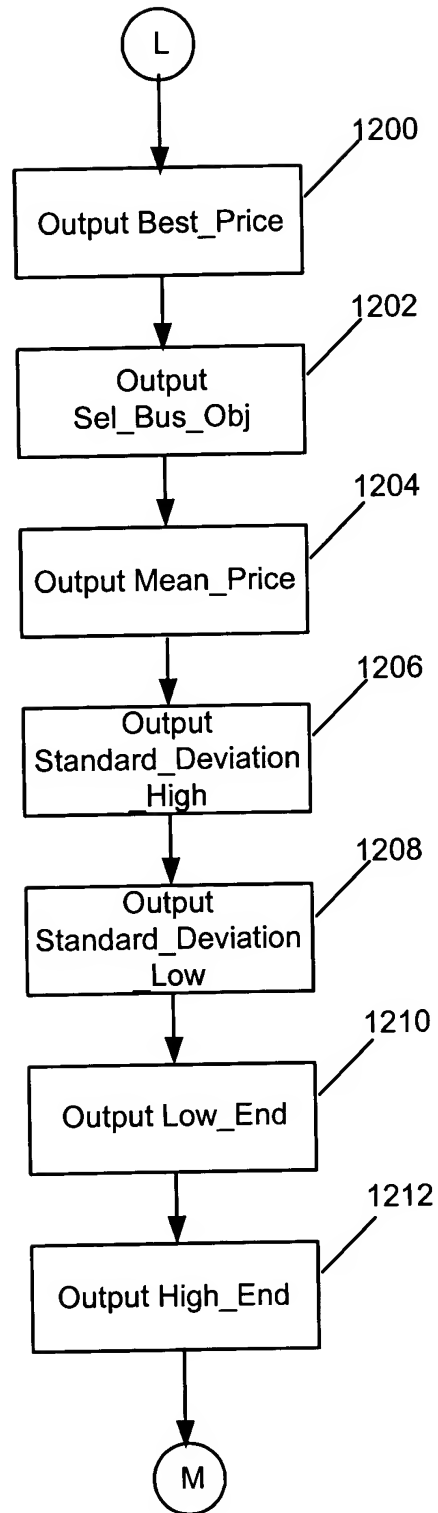 L
1200
Output Best_Price
1202
Output
Sel_Bus_Obj
1204
Output Mean_Price
1206
Output
Standard_Deviation
_High
1208
Output
Standard_Deviation
_Low
1210
Output Low_End
1212
Output High_End
M